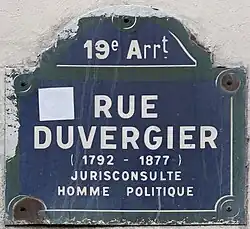 19e Arrt
RUE
DUVERGIER
( 1792 - 1877 )
JURISCONSULTE
HOMME POLITIQUE